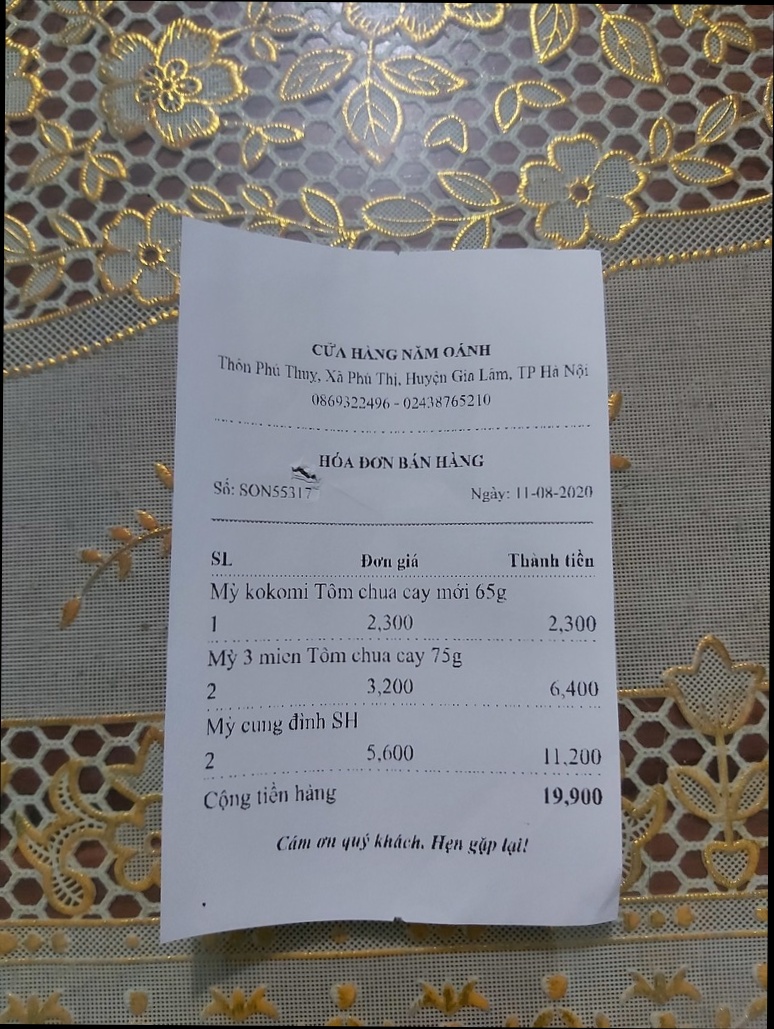 CỬA HÀNG NĂM OÁNH
Thôn Phú Thụy, Xã Phú Thị, Huyện Gia Lâm, TP Hà Nội
0869322496 - 02438765210
HÓA ĐƠN BÁN HÀNG
Số: SON55317 Ngày: 11-08-2020
SL Đơn giá Thành tiền
Mỳ kokomi Tôm chua cay mới 65g
1 2,300 2,300
Mỳ 3 miền Tôm chua cay 75g
2 3,200 6,400
Mỳ cung đình SH
2 5,600 11,200
Cộng tiền hàng 19,900
Cám ơn quý khách. Hẹn gặp lại!